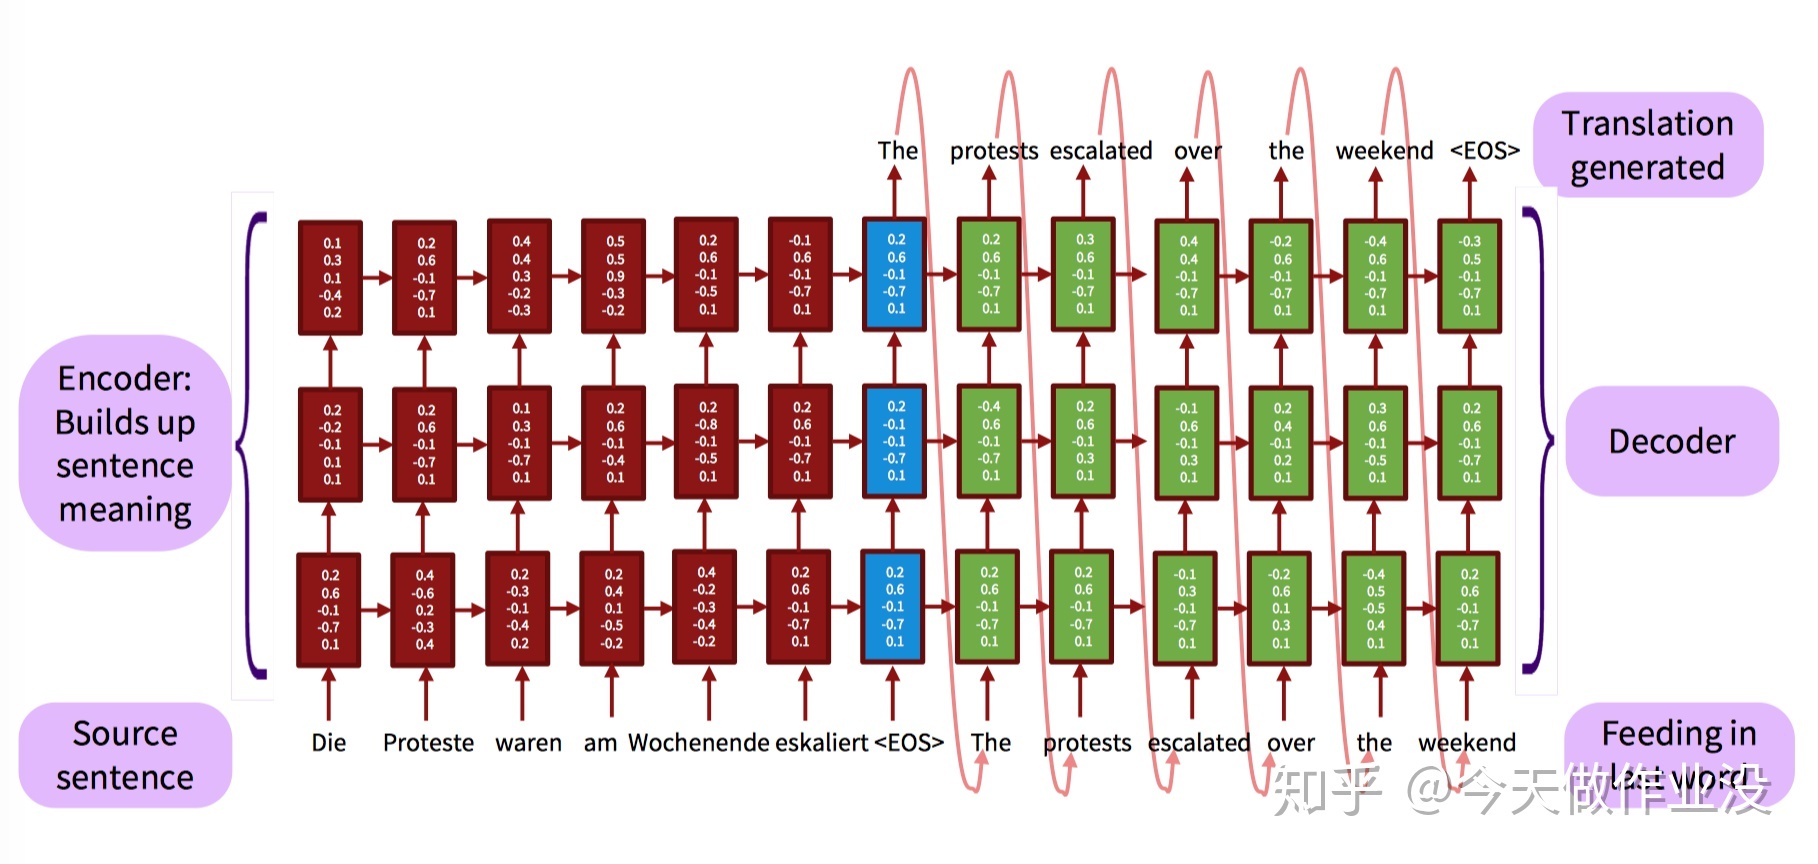 The protests escalated over the weekend <EOS>
Translation
generated
0.1 0.2 0.4 0.5 0.2 -0.1 0.2 0.2 0.3 0.4 -0.2 -0.4 -0.3
0.3 0.6 0.4 0.5 0.6 0.6 0.6 0.6 0.6 0.4 0.6 0.6 0.5
0.1 -0.1 0.3 0.9 -0.1 -0.1 -0.1 -0.1 -0.1 -0.1 -0.1 -0.1 -0.1
-0.4 -0.7 -0.2 -0.3 -0.5 -0.7 -0.7 -0.7 -0.7 -0.7 -0.7 -0.7 -0.7
0.2 0.1 -0.3 -0.2 0.1 0.1 0.1 0.1 0.1 0.1 0.1 0.1 0.1
Encoder:
Builds up
sentence
meaning
0.2 0.2 0.1 0.2 0.2 0.2 0.2 -0.4 0.2 -0.1 0.2 0.3 0.2
-0.2 0.6 0.3 0.6 -0.8 0.6 -0.1 0.6 0.6 0.6 0.4 0.6 0.6
-0.1 -0.1 -0.1 -0.1 -0.1 -0.1 -0.1 -0.1 -0.1 -0.1 -0.1 -0.1 -0.1
0.1 -0.7 -0.7 -0.4 -0.5 -0.7 -0.7 -0.7 0.3 0.3 0.2 -0.5 -0.7
0.1 0.1 0.1 0.1 0.1 0.1 0.1 0.1 0.1 0.1 0.1 0.1 0.1
Decoder
0.2 0.4 0.2 0.2 0.4 0.2 0.2 0.2 0.2 -0.1 -0.2 -0.4 0.2
0.6 -0.6 -0.3 0.4 -0.2 0.6 0.6 0.6 0.6 0.3 0.6 0.5 0.6
-0.1 0.2 -0.1 0.1 -0.3 -0.1 -0.1 -0.1 -0.1 -0.1 0.1 -0.5 -0.1
-0.7 -0.3 -0.4 -0.5 -0.4 -0.7 -0.7 -0.7 -0.7 -0.7 0.3 0.4 -0.7
0.1 0.4 0.2 -0.2 -0.2 0.1 0.1 0.1 0.1 0.1 0.1 0.1 0.1
Source
sentence
Die Proteste waren am Wochenende eskaliert <EOS> The protests escalated over the weekend
Feeding in
last word
知乎 @今天做作业没